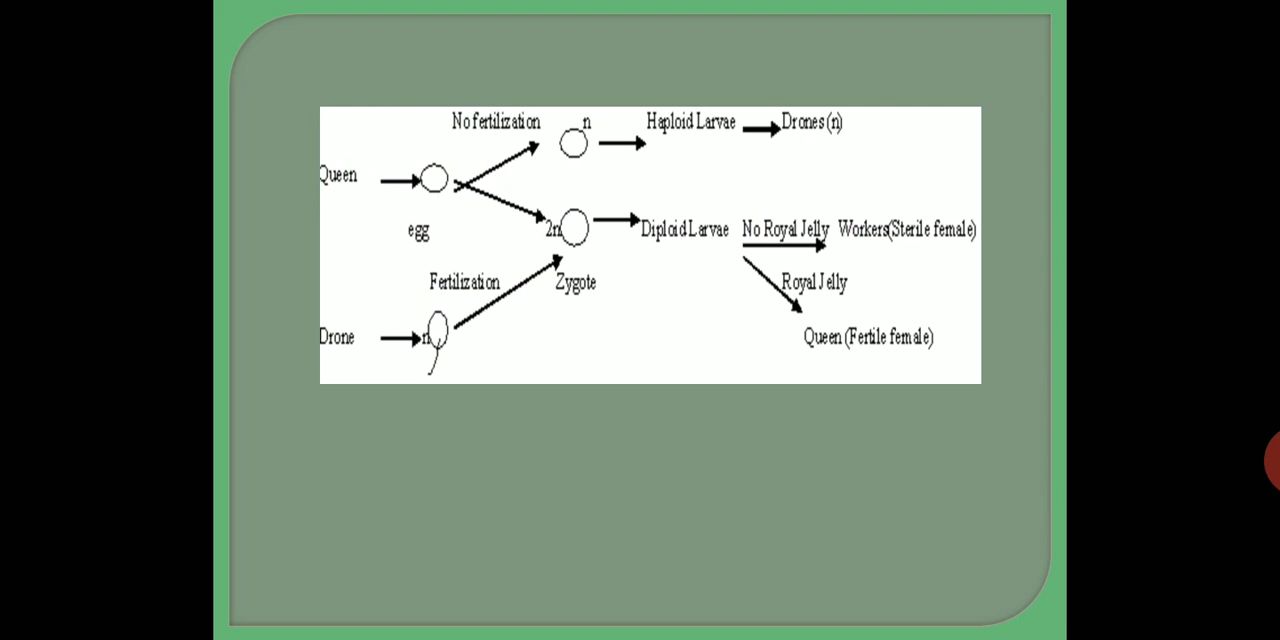 No fertilization n Haploid Larvae Drones (n)
Queen
egg 2n Diploid Larvae No Royal Jelly Workers(Sterile female)
Fertilization Zygote Royal Jelly
Drone n Queen (Fertile female)